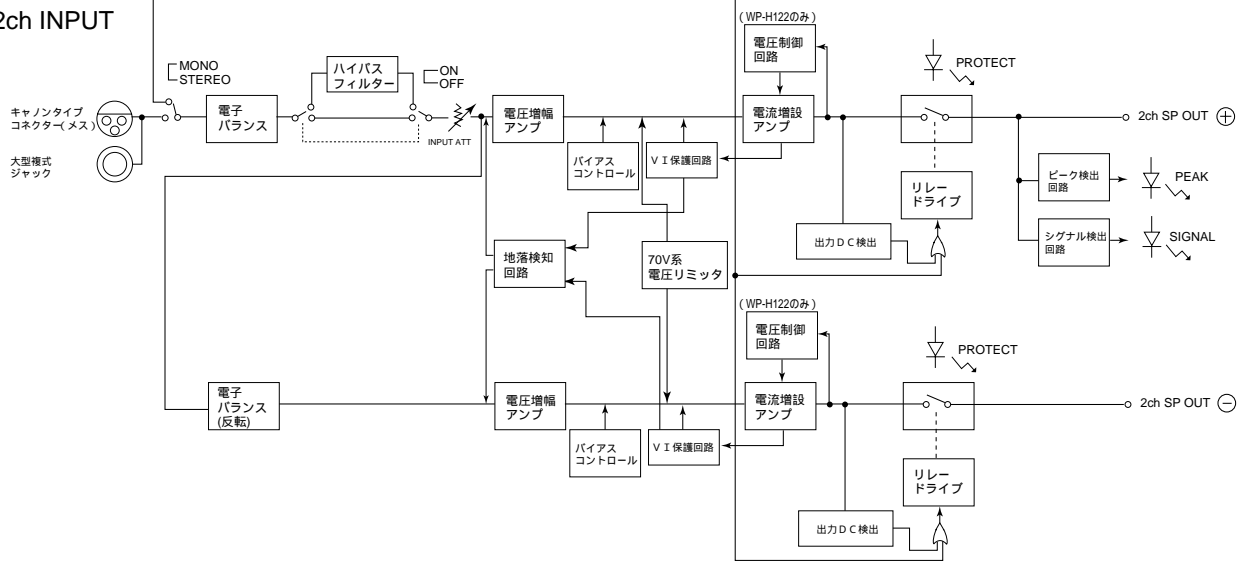 2ch INPUT
MONO
STEREO
キャノンタイプ
コネクター(メス)
大型複式
ジャック
電子
バランス
ハイパス
フィルター
ON
OFF
INPUT ATT
電圧増幅
アンプ
バイアス
コントロール
ＶＩ保護回路
(WP-H122のみ)
電圧制御
回路
電流増設
アンプ
PROTECT
リレー
ドライブ
出力ＤＣ検出
2ch SP OUT ⊕
ピーク検出
回路
PEAK
シグナル検出
回路
SIGNAL
地落検知
回路
70V系
電圧リミッタ
(WP-H122のみ)
電圧制御
回路
電子
バランス
(反転)
電圧増幅
アンプ
バイアス
コントロール
ＶＩ保護回路
電流増設
アンプ
PROTECT
リレー
ドライブ
出力ＤＣ検出
2ch SP OUT ⊖